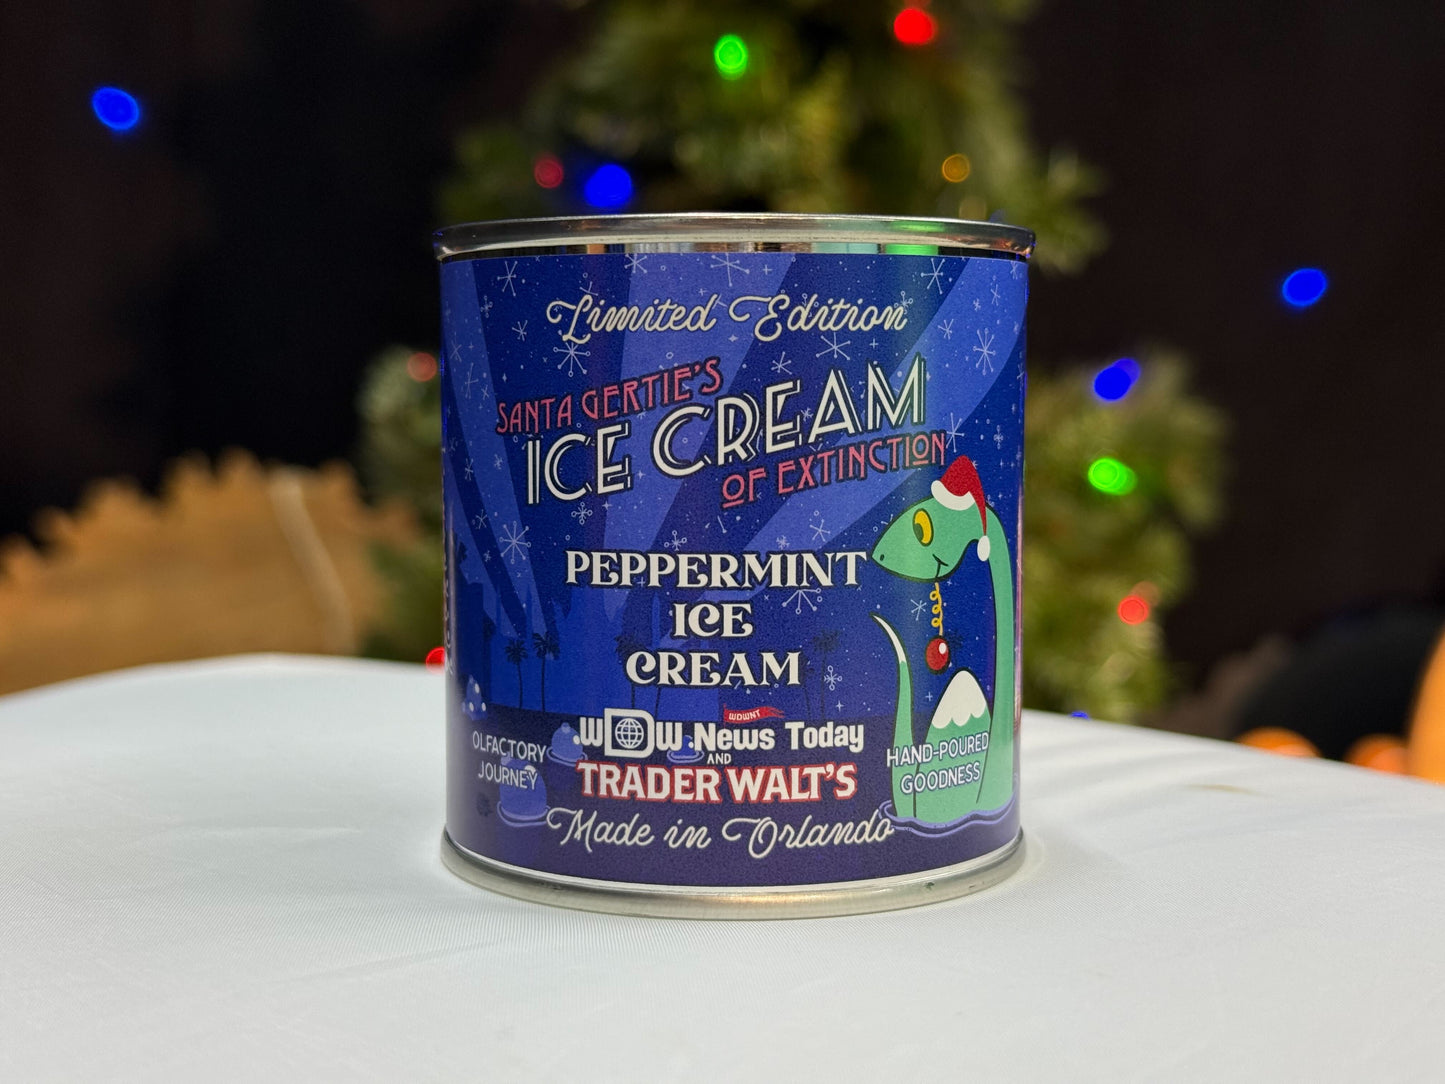 Limited Edition
SANTA GERTIE'S
ICE CREAM
OF EXTINCTION
PEPPERMINT
ICE
CREAM
WDWNT
WDW News Today
AND
TRADER WALT'S
OLFACTORY
JOURNEY
HAND-POURED
GOODNESS
Made in Orlando